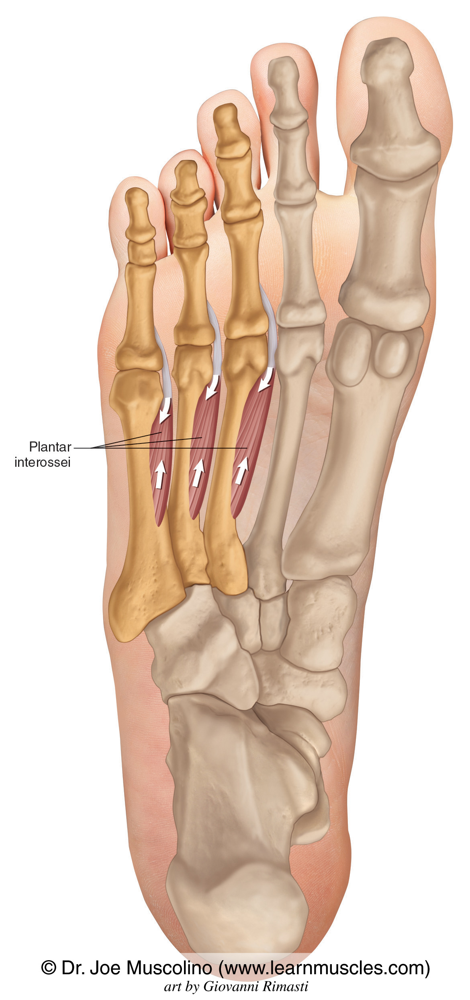 Plantar
interossei
© Dr. Joe Muscolino (www.learnmuscles.com)
art by Giovanni Rimasti